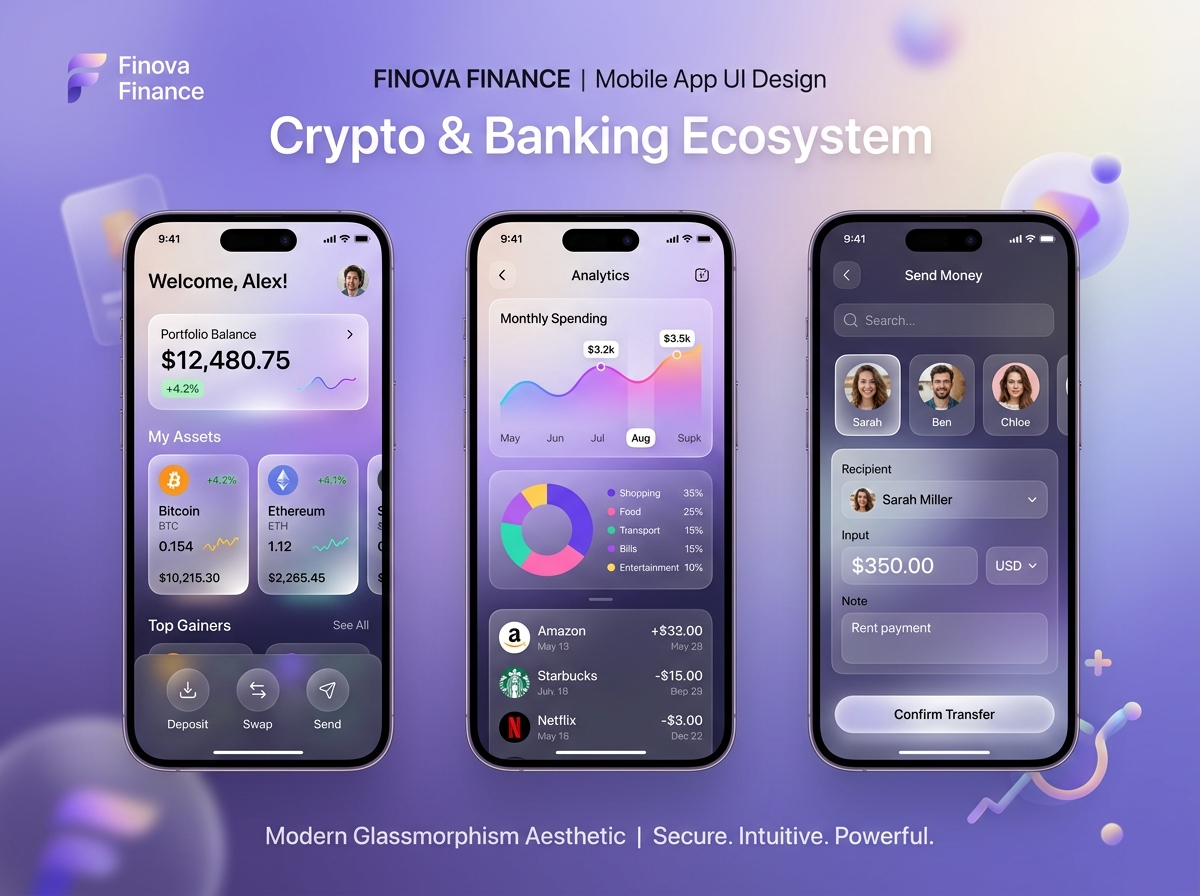 Finova
Finance
FINOVA FINANCE | Mobile App UI Design
Crypto & Banking Ecosystem
9:41
Welcome, Alex!
Portfolio Balance
$12,480.75
+4.2%
My Assets
+4.2%
Bitcoin
BTC
0.154
$10,215.30
+4.1%
Ethereum
ETH
1.12
$2,265.45
Top Gainers See All
Deposit Swap Send
9:41
Analytics
Monthly Spending
$3.2k
$3.5k
May Jun Jul Aug Supk
Shopping 35%
Food 25%
Transport 15%
Bills 15%
Entertainment 10%
Amazon +$32.00
May 13 May 28
Starbucks -$15.00
Juh. 18 Bep 29
Netflix -$3.00
May 16 Dec 22
9:41
Send Money
Search...
Sarah Ben Chloe
Recipient
Sarah Miller
Input
$350.00 USD
Note
Rent payment
Confirm Transfer
Modern Glassmorphism Aesthetic | Secure. Intuitive. Powerful.